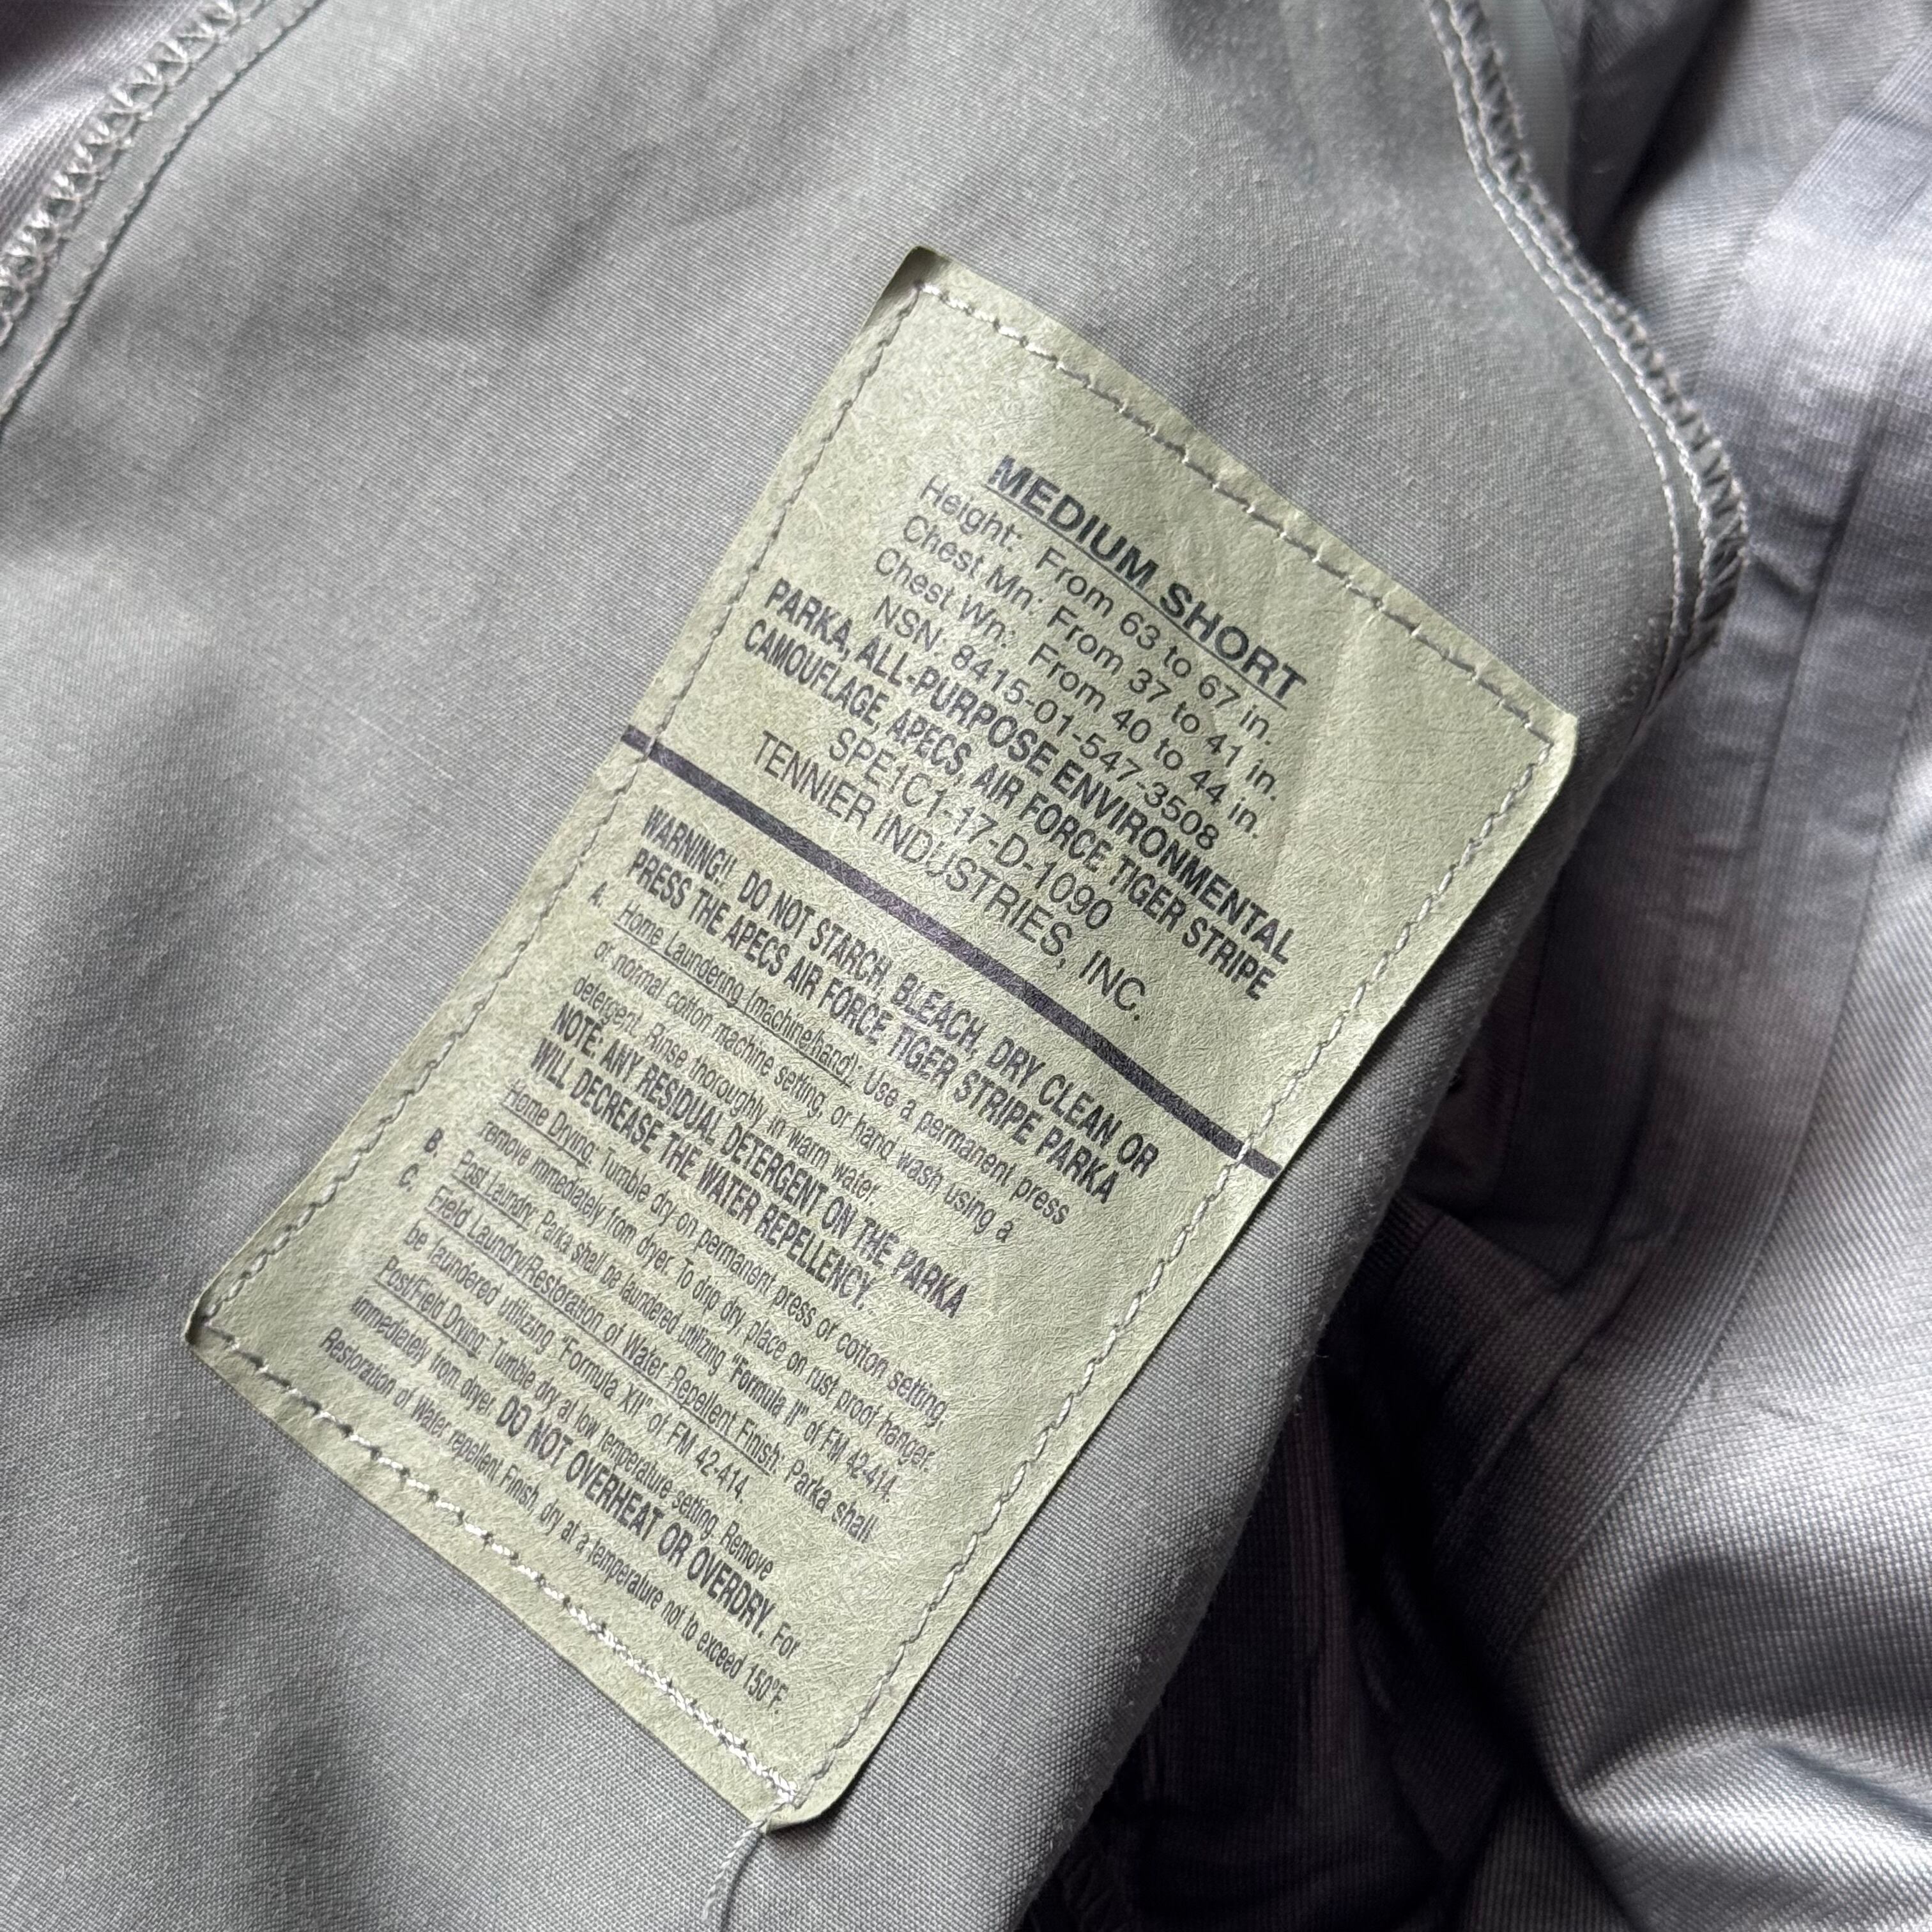 MEDIUM SHORT
Height: From 63 to 67 in.
Chest Mn: From 37 to 41 in.
Chest Wn: From 40 to 44 in.
NSN: 8415-01-547-3508
PARKA, ALL-PURPOSE ENVIRONMENTAL
CAMOUFLAGE, APECS, AIR FORCE TIGER STRIPE
SPE1C1-17-D-1090
TENNIER INDUSTRIES, INC.
WARNING!! DO NOT STARCH, BLEACH, DRY CLEAN OR
PRESS THE APECS AIR FORCE TIGER STRIPE PARKA
A. Home Laundering (machine/hand): Use a permanent press
or normal cotton machine setting, or hand wash using a
detergent. Rinse thoroughly in warm water.
NOTE: ANY RESIDUAL DETERGENT ON THE PARKA
WILL DECREASE THE WATER REPELLENCY.
Home Drying: Tumble dry on permanent press or cotton setting,
remove immediately from dryer. To drip dry, place on rust proof hanger.
B. Post Laundry: Parka shall be laundered utilizing "Formula II" of FM 42-414.
C. Field Laundry/Restoration of Water Repellent Finish: Parka shall
be laundered utilizing "Formula XII" of FM 42-414.
Post/Field Drying: Tumble dry at low temperature setting. Remove
immediately from dryer. DO NOT OVERHEAT OR OVERDRY. For
Restoration of Water repellent Finish, dry at a temperature not to exceed 150°F.